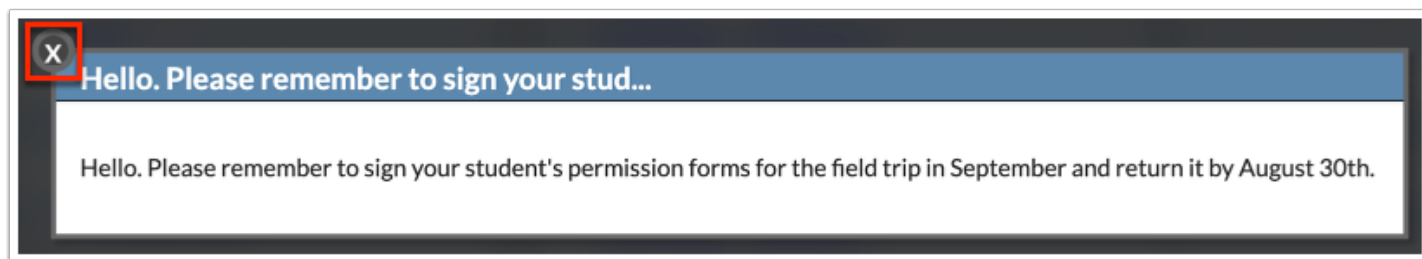 X
Hello. Please remember to sign your stud...
Hello. Please remember to sign your student's permission forms for the field trip in September and return it by August 30th.